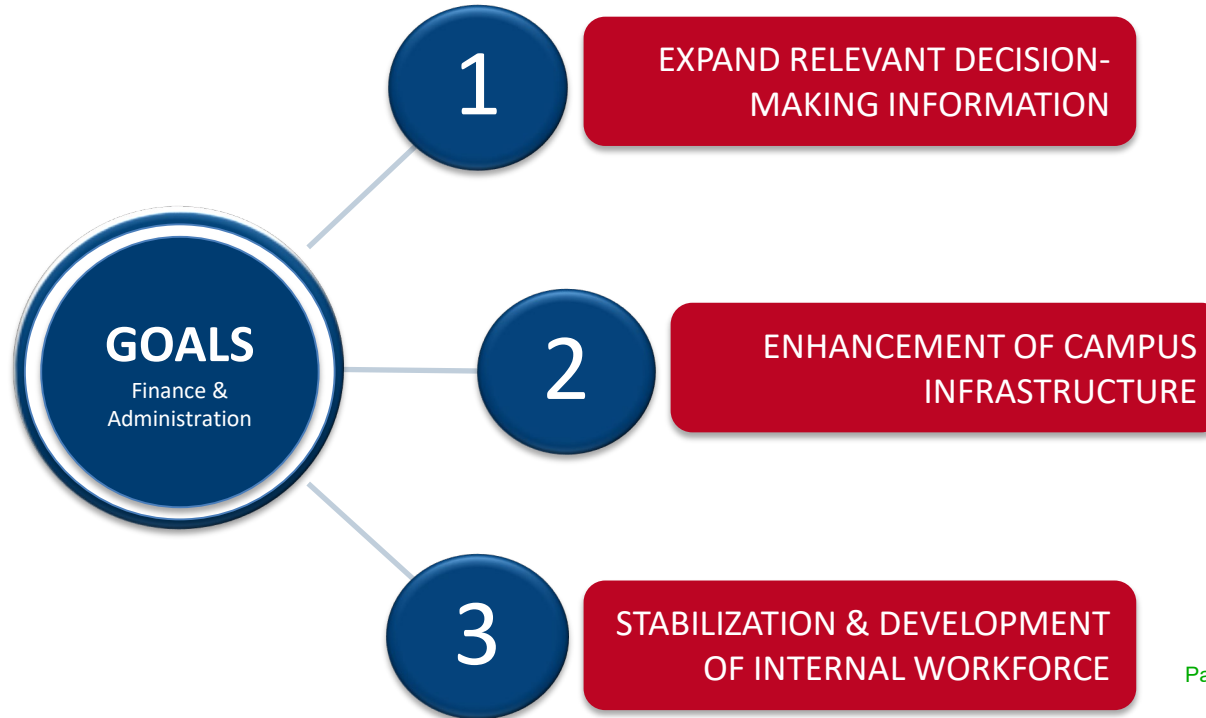 1
EXPAND RELEVANT DECISION-
MAKING INFORMATION
GOALS
Finance &
Administration
2
ENHANCEMENT OF CAMPUS
INFRASTRUCTURE
3
STABILIZATION & DEVELOPMENT
OF INTERNAL WORKFORCE